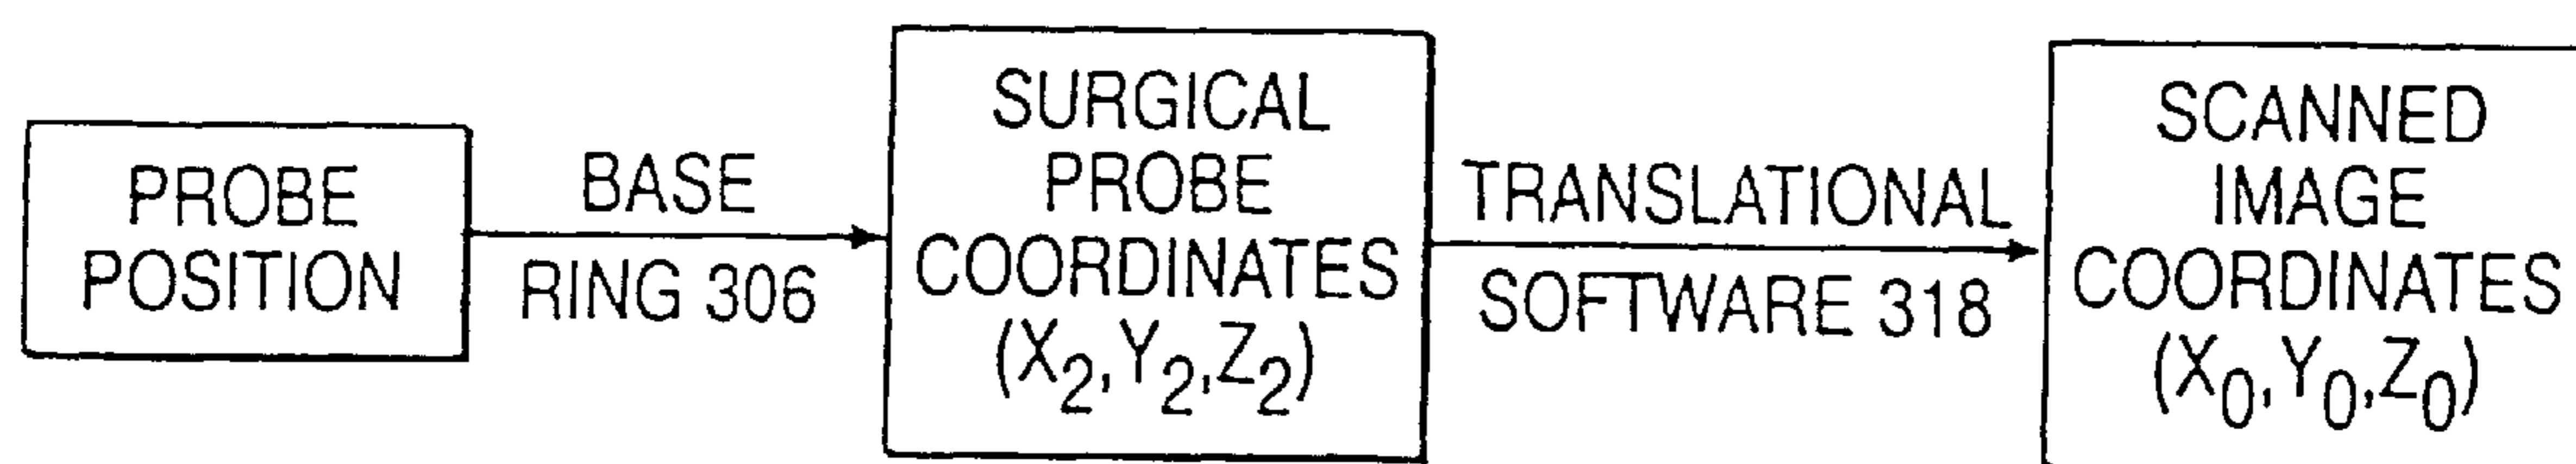 PROBE
POSITION
BASE
RING 306
SURGICAL
PROBE
COORDINATES
(X2,Y2,Z2)
TRANSLATIONAL
SOFTWARE 318
SCANNED
IMAGE
COORDINATES
(X0,Y0,Z0)